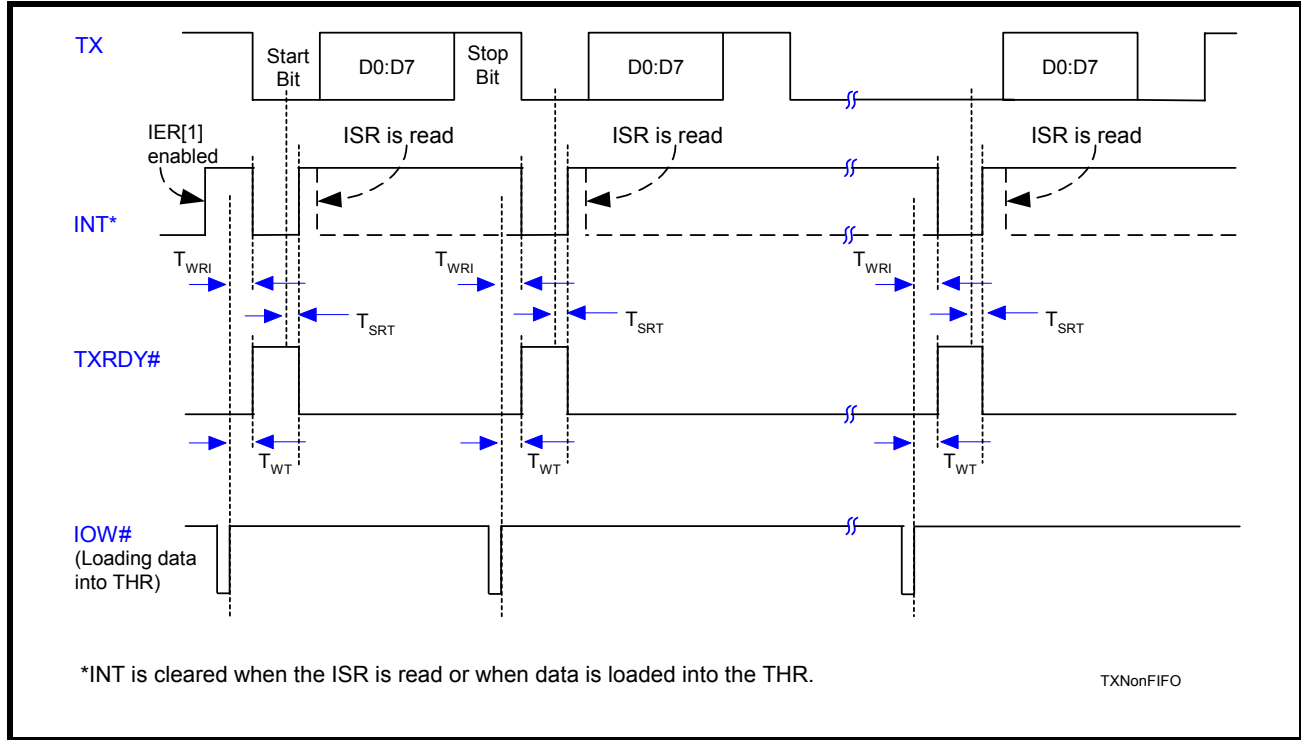 TX
Start
Bit
D0:D7
Stop
Bit
D0:D7
D0:D7
IER[1]
enabled
ISR is read
ISR is read
ISR is read
INT*
TWRI
TWRI
TWRI
TSRT
TSRT
TSRT
TXRDY#
TWT
TWT
TWT
IOW#
(Loading data
into THR)
*INT is cleared when the ISR is read or when data is loaded into the THR.
TXNonFIFO